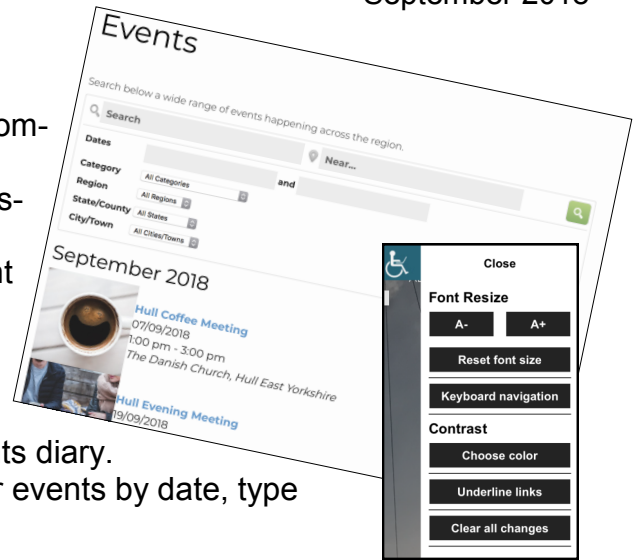 September 2018
om-
s-
nt
ts diary.
r events by date, type
Events
Search below a wide range of events happening across the region.
Search
Near...
Dates
and
Category
All Categories
Region
All Regions
State/County
All States
City/Town
All Cities/Towns
September 2018
Hull Coffee Meeting
07/09/2018
1:00 pm - 3:00 pm
The Danish Church, Hull East Yorkshire
Hull Evening Meeting
19/09/2018
Close
Font Resize
A-
A+
Reset font size
Keyboard navigation
Contrast
Choose color
Underline links
Clear all changes